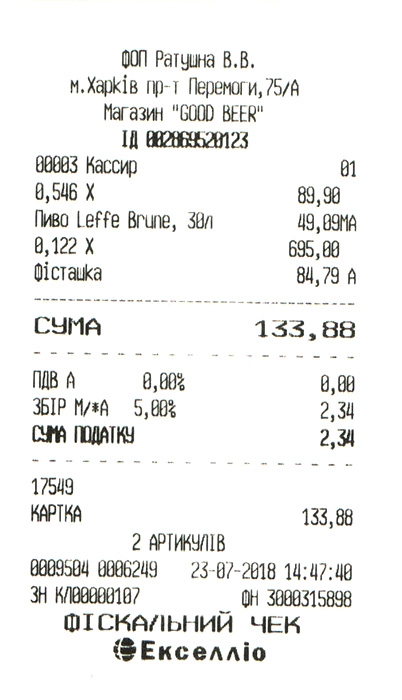 ФОП Ратушна В.В.
м.Харків пр-т Перемоги,75/А
Магазин "GOOD BEER"
ІД 002869520123
00003 Кассир 01
0,546 X 89,90
Пиво Leffe Brune, 30л 49,09МА
0,122 X 695,00
Фісташка 84,79 А
СУМА 133,88
ПДВ А 0,00% 0,00
ЗБІР М/*А 5,00% 2,34
СУМА ПОДАТКУ 2,34
17549
КАРТКА 133,88
2 АРТИКУЛІВ
0009504 0006249 23-07-2018 14:47:40
ЗН КЛ00000107 ФН 3000315898
ФІСКАЛЬНИЙ ЧЕК
Екселліо